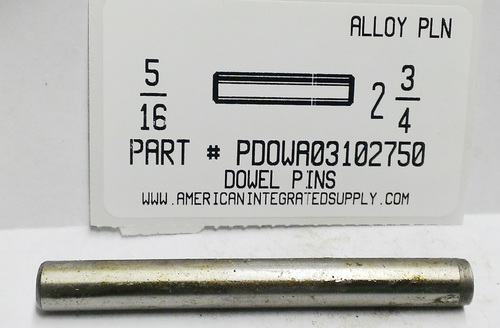 ALLOY PLN
5/16 2 3/4
PART # PDOWA03102750
DOWEL PINS
WWW.AMERICANINTEGRATEDSUPPLY.COM